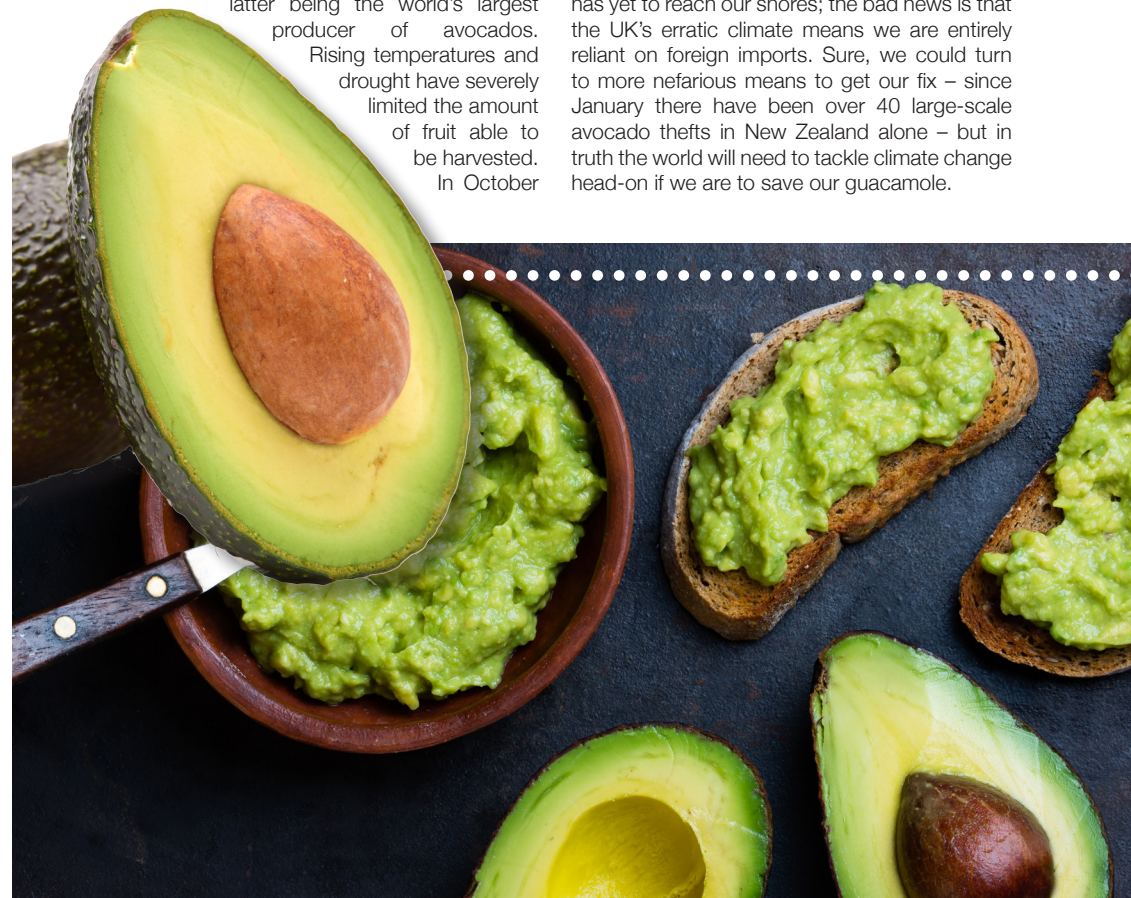 latter being the world's largest
producer of avocados.
Rising temperatures and
drought have severely
limited the amount
of fruit able to
be harvested.
In October
has yet to reach our shores; the bad news is that
the UK's erratic climate means we are entirely
reliant on foreign imports. Sure, we could turn
to more nefarious means to get our fix – since
January there have been over 40 large-scale
avocado thefts in New Zealand alone – but in
truth the world will need to tackle climate change
head-on if we are to save our guacamole.